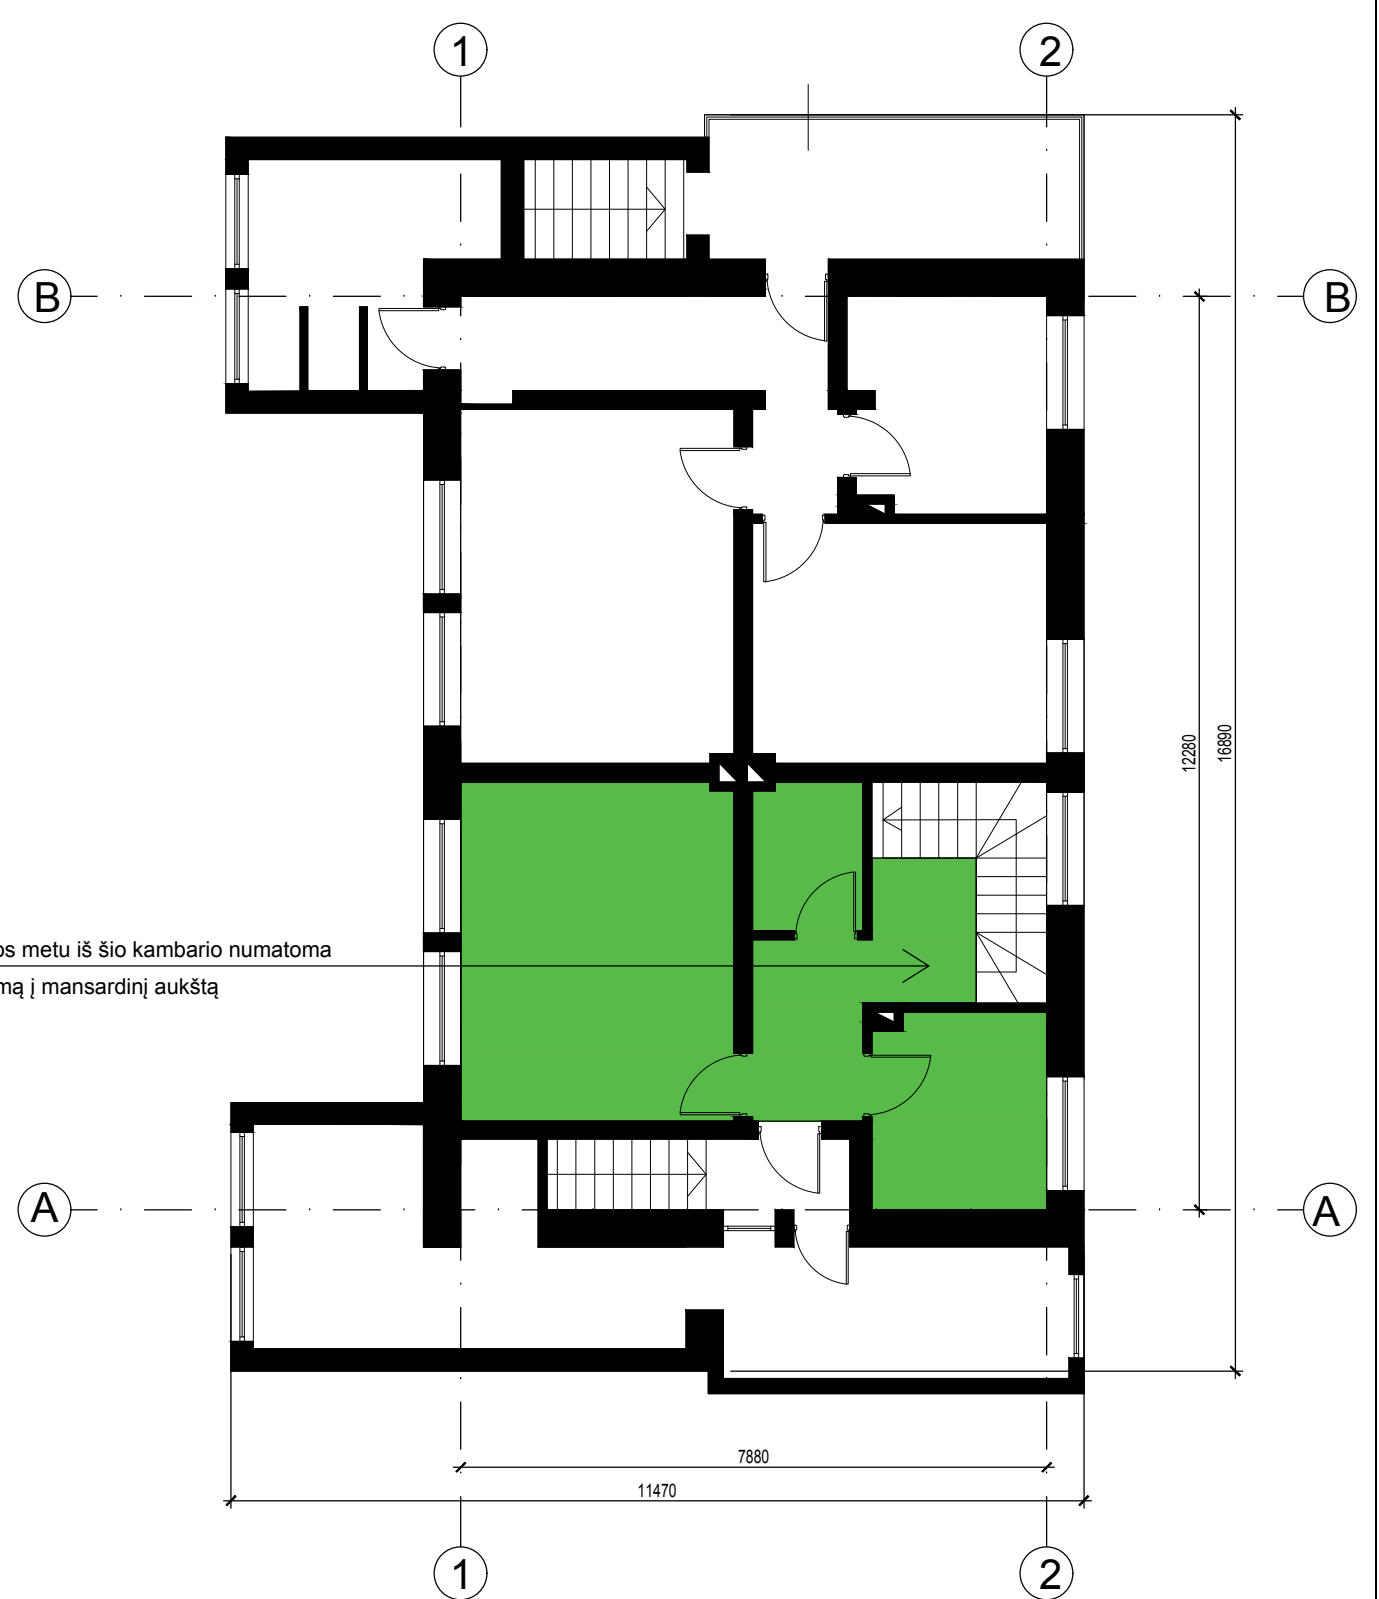 1
2
B
B
12280
16890
os metu iš šio kambario numatoma
mą į mansardinį aukštą
A
A
7880
11470
1
2